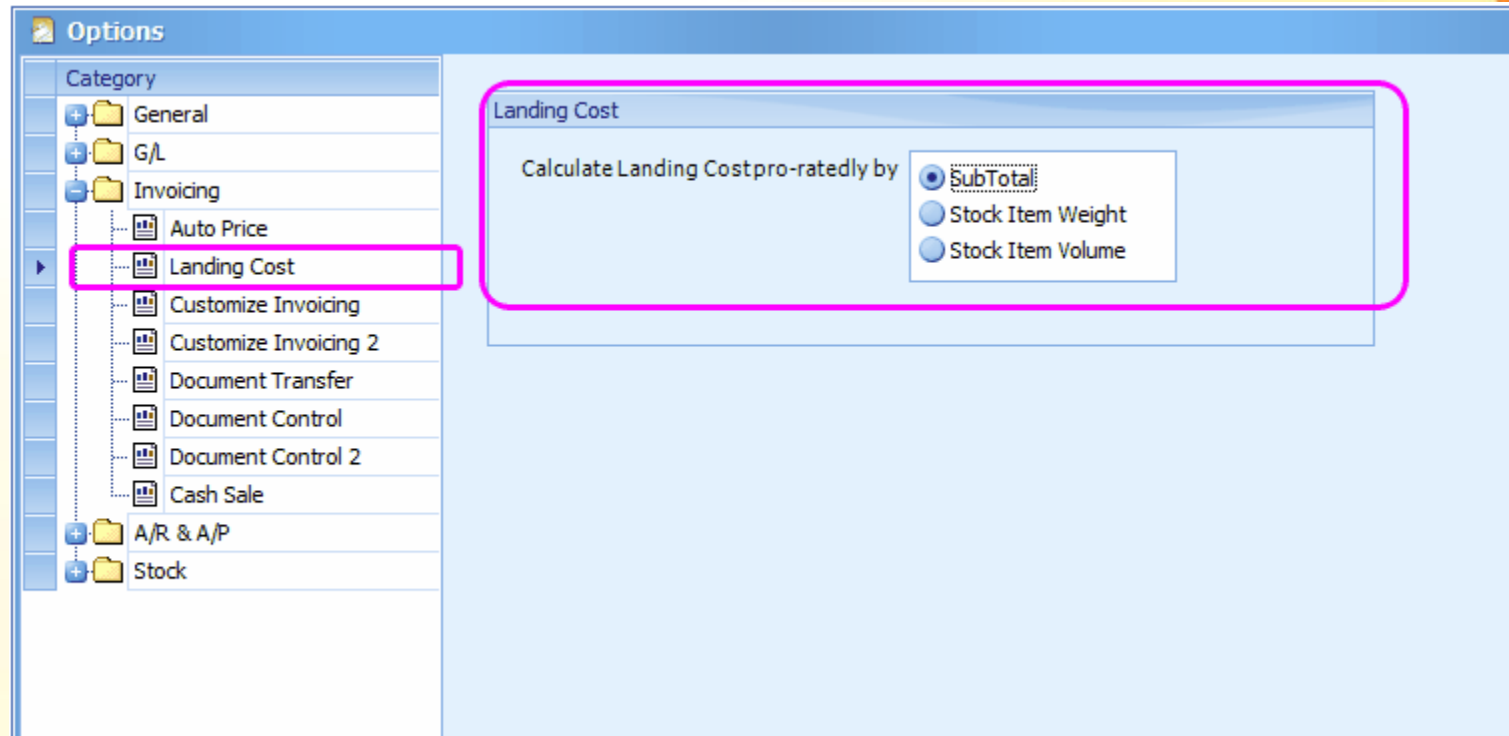 Options
Category
General
G/L
Invoicing
Auto Price
Landing Cost
Customize Invoicing
Customize Invoicing 2
Document Transfer
Document Control
Document Control 2
Cash Sale
A/R & A/P
Stock
Landing Cost
Calculate Landing Cost pro-ratedly by
SubTotal
Stock Item Weight
Stock Item Volume